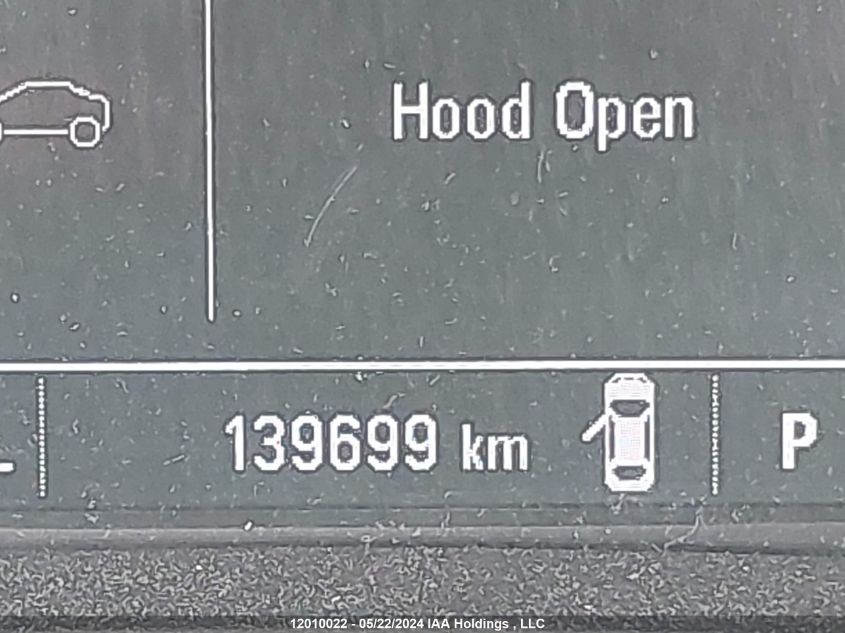 Hood Open
139699 km
P
12010022 - 05/22/2024 IAA Holdings , LLC